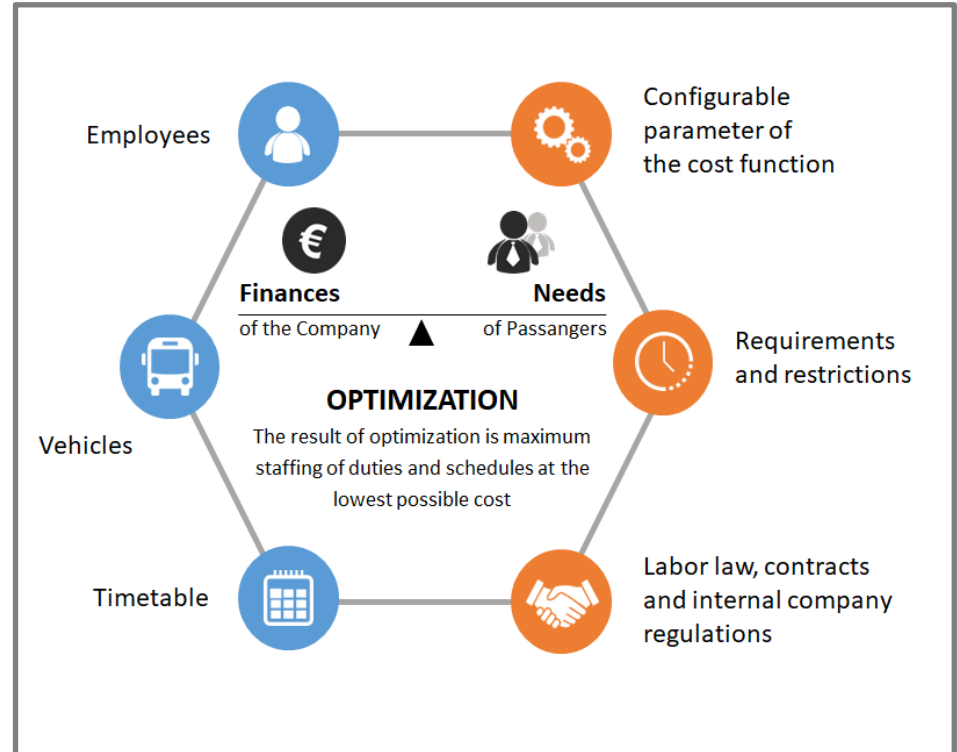 Employees
Configurable
parameter of
the cost function
€
Finances
of the Company
Needs
of Passangers
Requirements
and restrictions
Vehicles
OPTIMIZATION
The result of optimization is maximum
staffing of duties and schedules at the
lowest possible cost
Timetable
Labor law, contracts
and internal company
regulations